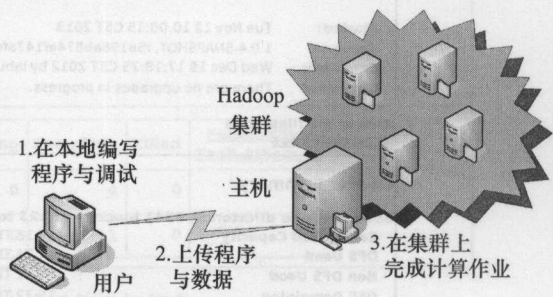 Hadoop
集群
1.在本地编写
程序与调试
主机
用户
2.上传程序
与数据
3.在集群上
完成计算作业